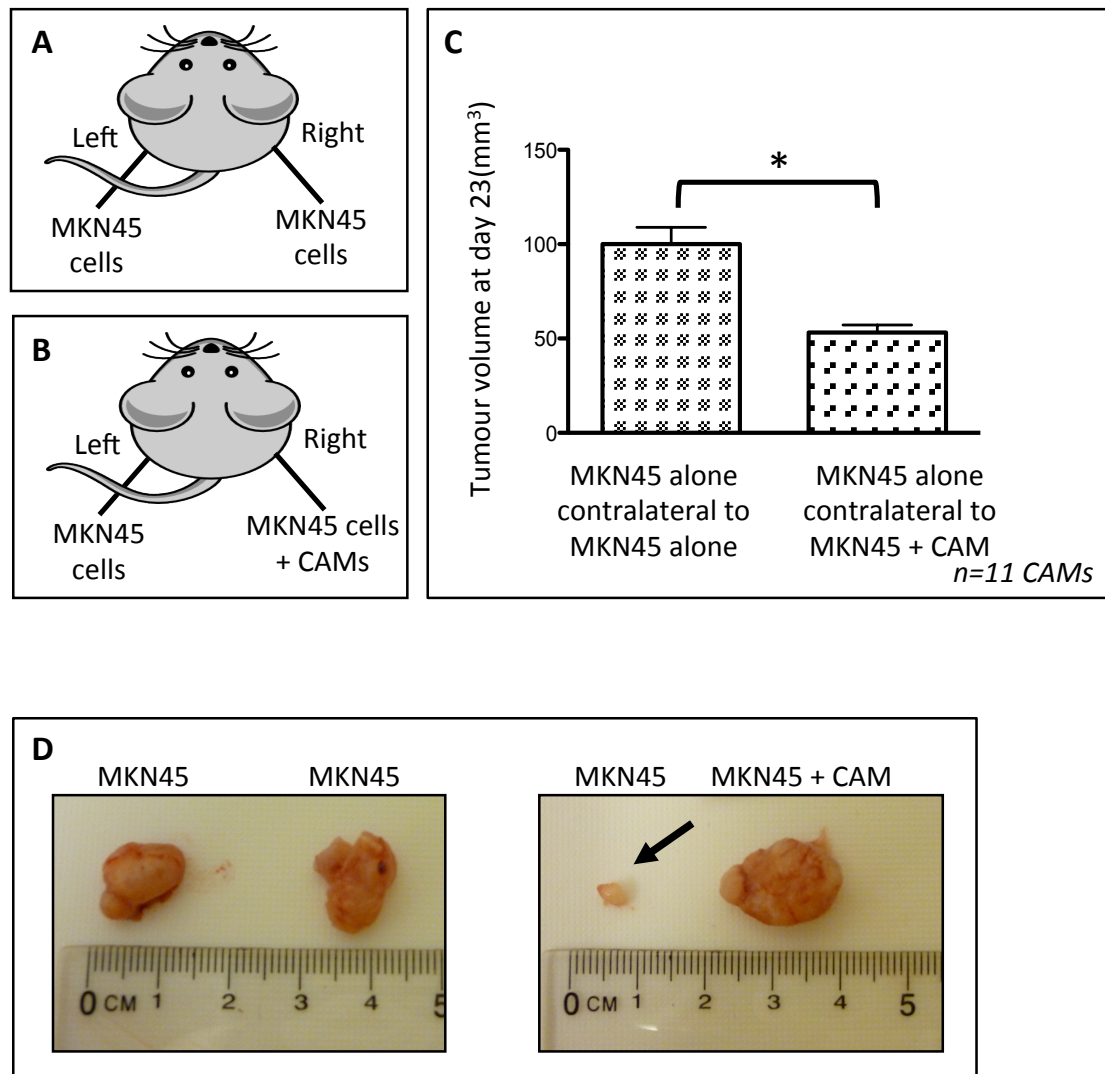 A
Left
Right
MKN45
cells
MKN45
cells
B
Left
Right
MKN45
cells
MKN45 cells
+ CAMs
C
Tumour volume at day 23(mm³)
150
100
50
0
*
MKN45 alone
contralateral to
MKN45 alone
MKN45 alone
contralateral to
MKN45 + CAM
n=11 CAMs
D
MKN45 MKN45
0 CM 1 2 3 4 5
MKN45 MKN45 + CAM
0 CM 1 2 3 4 5